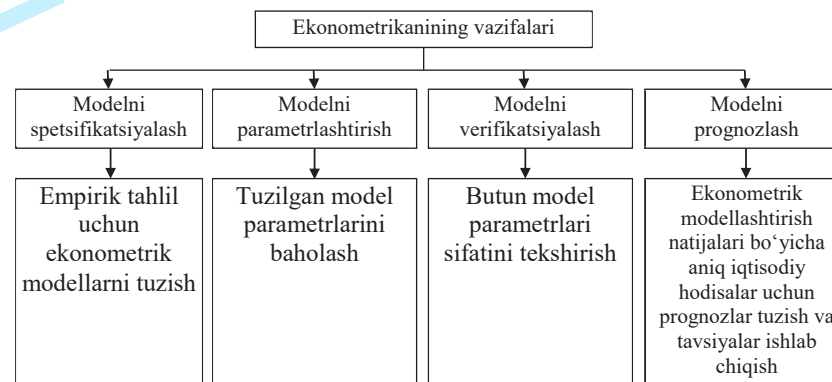 Ekonometrikanining vazifalari
Modelni
spetsifikatsiyalash
Modelni
parametrlashtirish
Modelni
verifikatsiyalash
Modelni
prognozlash
Empirik tahlil
uchun
ekonometrik
modellarni tuzish
Tuzilgan model
parametrlarini
baholash
Butun model
parametrlari
sifatini tekshirish
Ekonometrik
modellashtirish
natijalari bo‘yicha
aniq iqtisodiy
hodisalar uchun
prognozlar tuzish va
tavsiyalar ishlab
chiqish